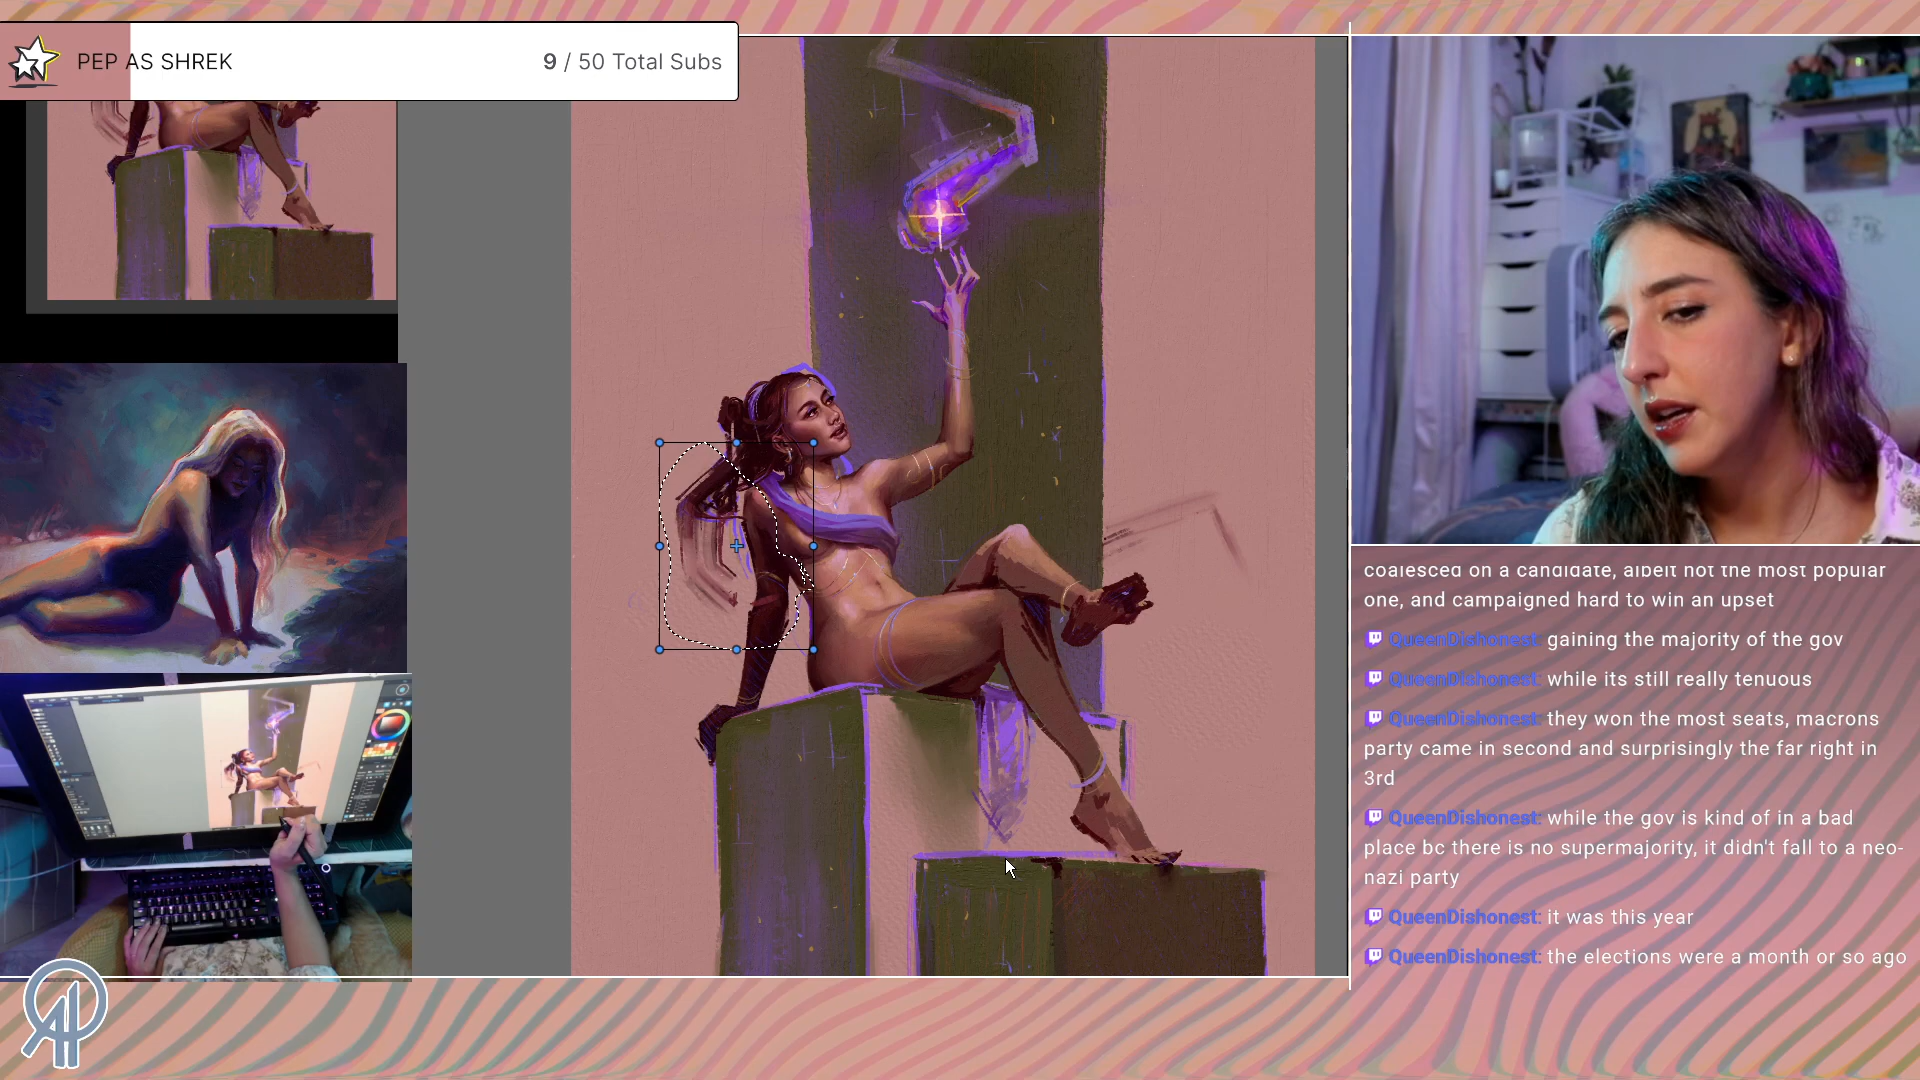 PEP AS SHREK
9 / 50 Total Subs
coalesced on a candidate, albeit not the most popular
one, and campaigned hard to win an upset
QueenDishonest: gaining the majority of the gov
QueenDishonest: while its still really tenuous
QueenDishonest: they won the most seats, macrons
party came in second and surprisingly the far right in
3rd
QueenDishonest: while the gov is kind of in a bad
place bc there is no supermajority, it didn't fall to a neo-
nazi party
QueenDishonest: it was this year
QueenDishonest: the elections were a month or so ago